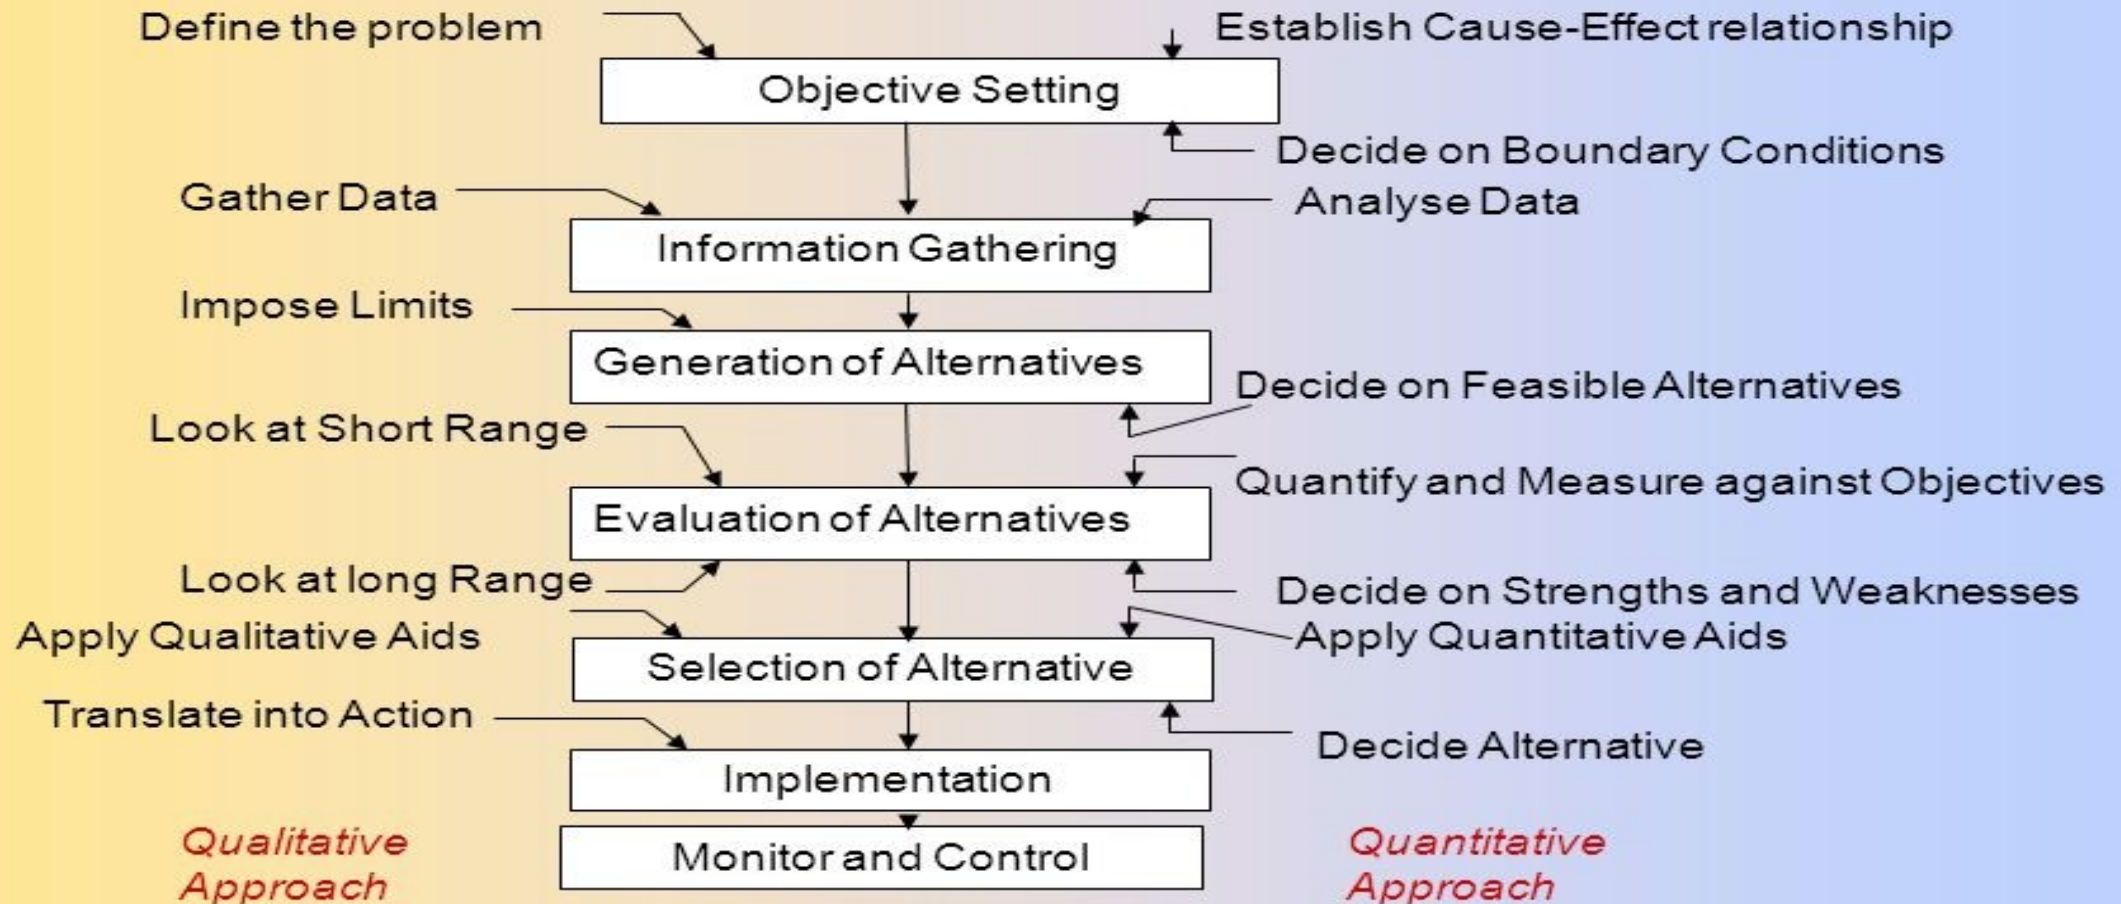 Define the problem
Establish Cause-Effect relationship
Objective Setting
Decide on Boundary Conditions
Gather Data
Analyse Data
Information Gathering
Impose Limits
Generation of Alternatives
Decide on Feasible Alternatives
Look at Short Range
Quantify and Measure against Objectives
Evaluation of Alternatives
Look at long Range
Decide on Strengths and Weaknesses
Apply Qualitative Aids
Apply Quantitative Aids
Selection of Alternative
Translate into Action
Decide Alternative
Implementation
Qualitative
Approach
Monitor and Control
Quantitative
Approach